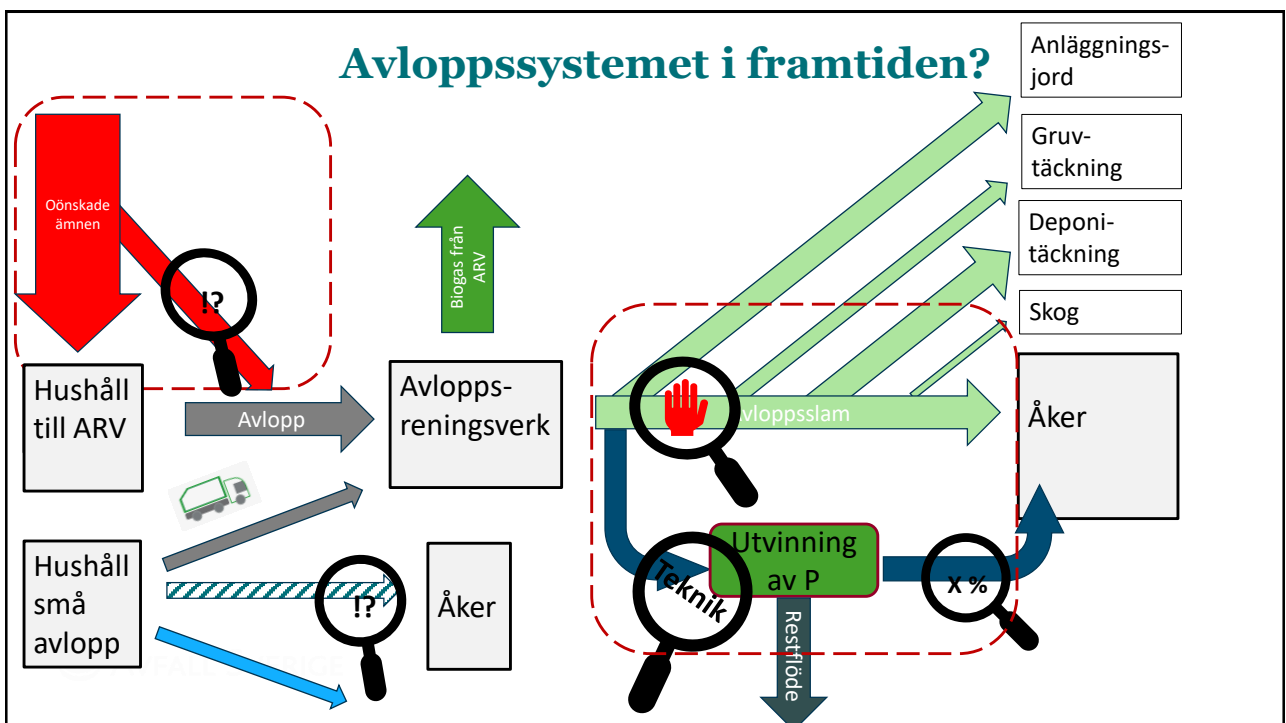 Avloppssystemet i framtiden?
Anläggnings-
jord
Gruv-
täckning
Deponi-
täckning
Skog
Oönskade
ämnen
!?
Biogas från
ARV
Hushåll
till ARV
Avlopp
Avlopps-
reningsverk
vloppsslam
Åker
Hushåll
små
avlopp
!?
Åker
Teknik
Utvinning
av P
X %
Restflöde